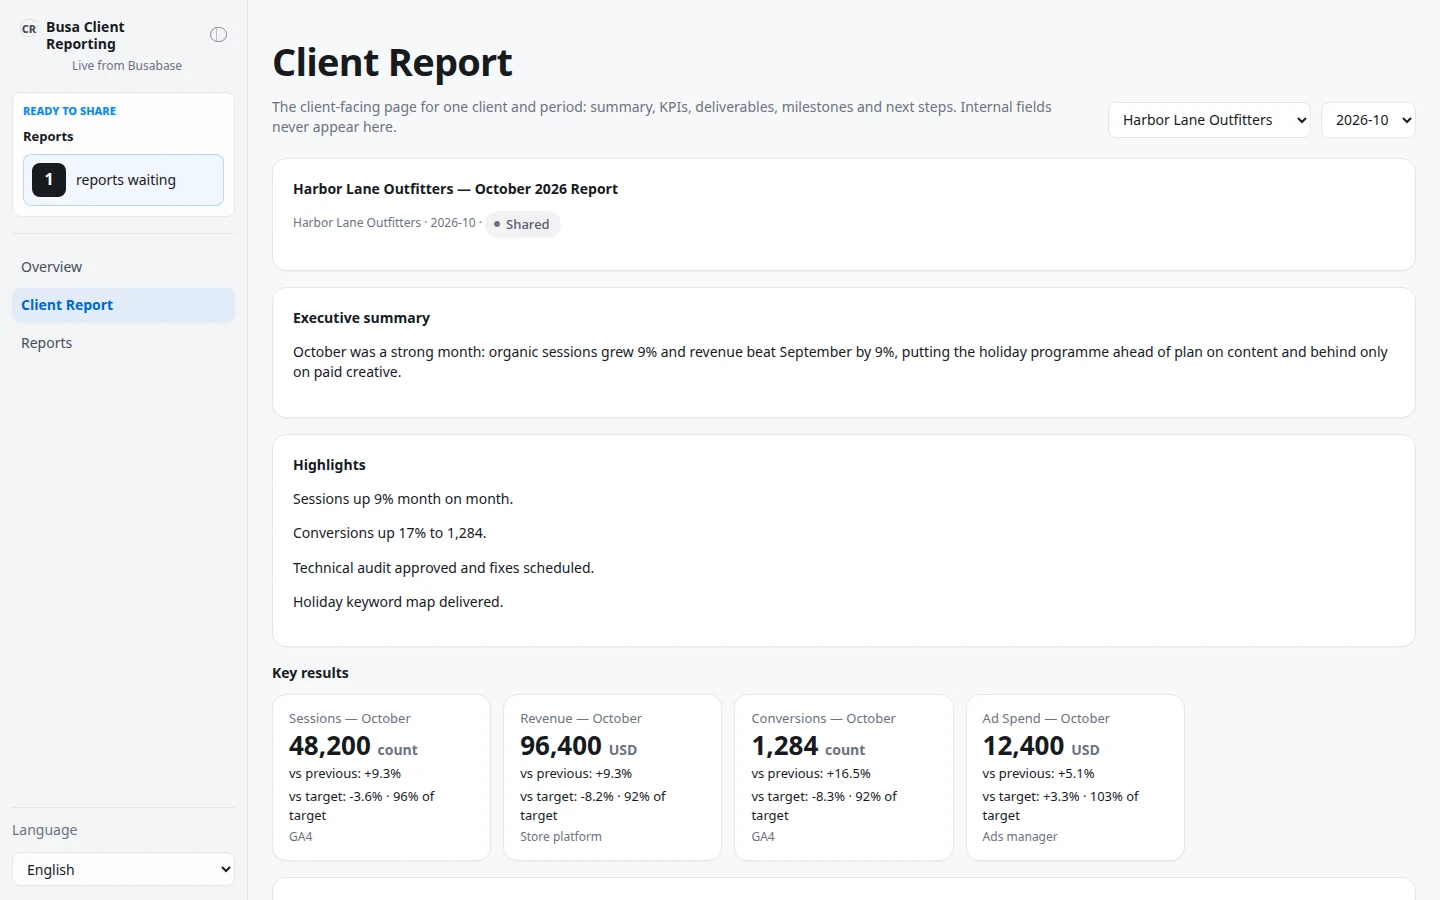 CR
Busa Client
Reporting
Live from Busabase
READY TO SHARE
Reports
1 reports waiting
Overview
Client Report
Reports
Language
English
Client Report
The client-facing page for one client and period: summary, KPIs, deliverables, milestones and next steps. Internal fields
never appear here.
Harbor Lane Outfitters
2026-10
Harbor Lane Outfitters — October 2026 Report
Harbor Lane Outfitters · 2026-10 · Shared
Executive summary
October was a strong month: organic sessions grew 9% and revenue beat September by 9%, putting the holiday programme ahead of plan on content and behind only
on paid creative.
Highlights
Sessions up 9% month on month.
Conversions up 17% to 1,284.
Technical audit approved and fixes scheduled.
Holiday keyword map delivered.
Key results
Sessions — October
48,200 count
vs previous: +9.3%
vs target: -3.6% · 96% of
target
GA4
Revenue — October
96,400 USD
vs previous: +9.3%
vs target: -8.2% · 92% of
target
Store platform
Conversions — October
1,284 count
vs previous: +16.5%
vs target: -8.3% · 92% of
target
GA4
Ad Spend — October
12,400 USD
vs previous: +5.1%
vs target: +3.3% · 103% of
target
Ads manager